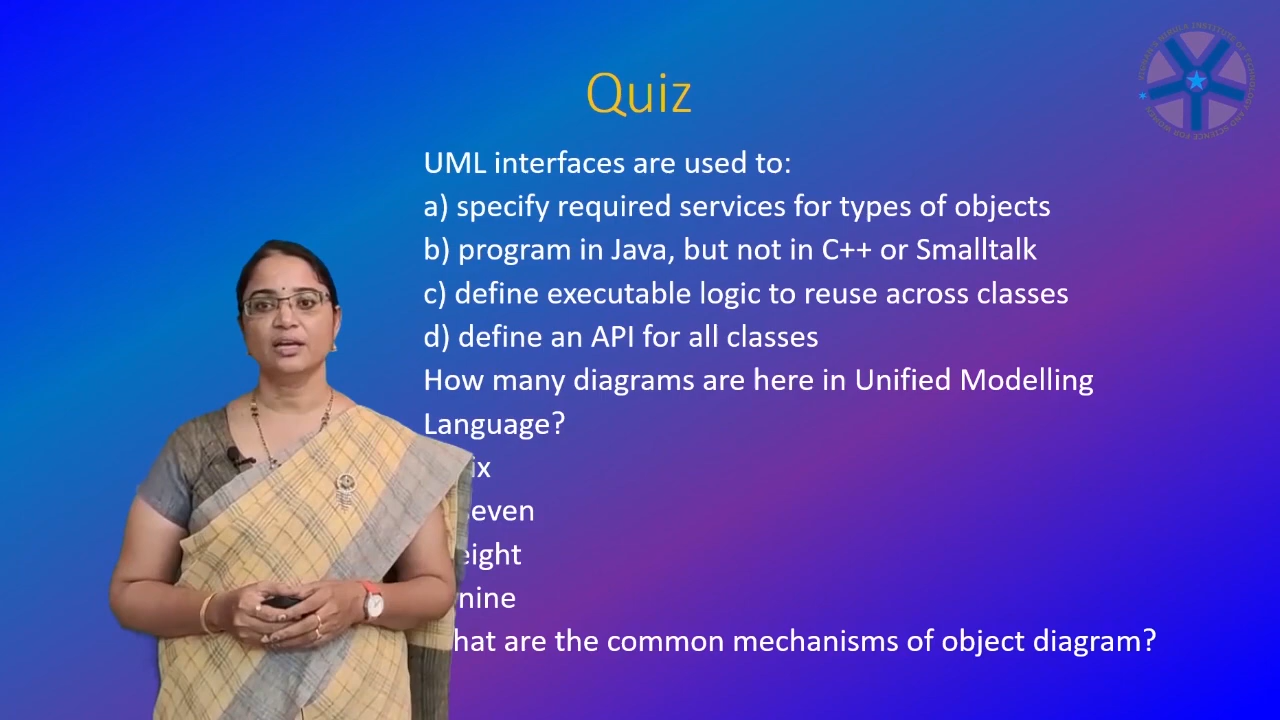 Quiz
UML interfaces are used to:
a) specify required services for types of objects
b) program in Java, but not in C++ or Smalltalk
c) define executable logic to reuse across classes
d) define an API for all classes
How many diagrams are here in Unified Modelling
Language?
ix
even
eight
nine
hat are the common mechanisms of object diagram?